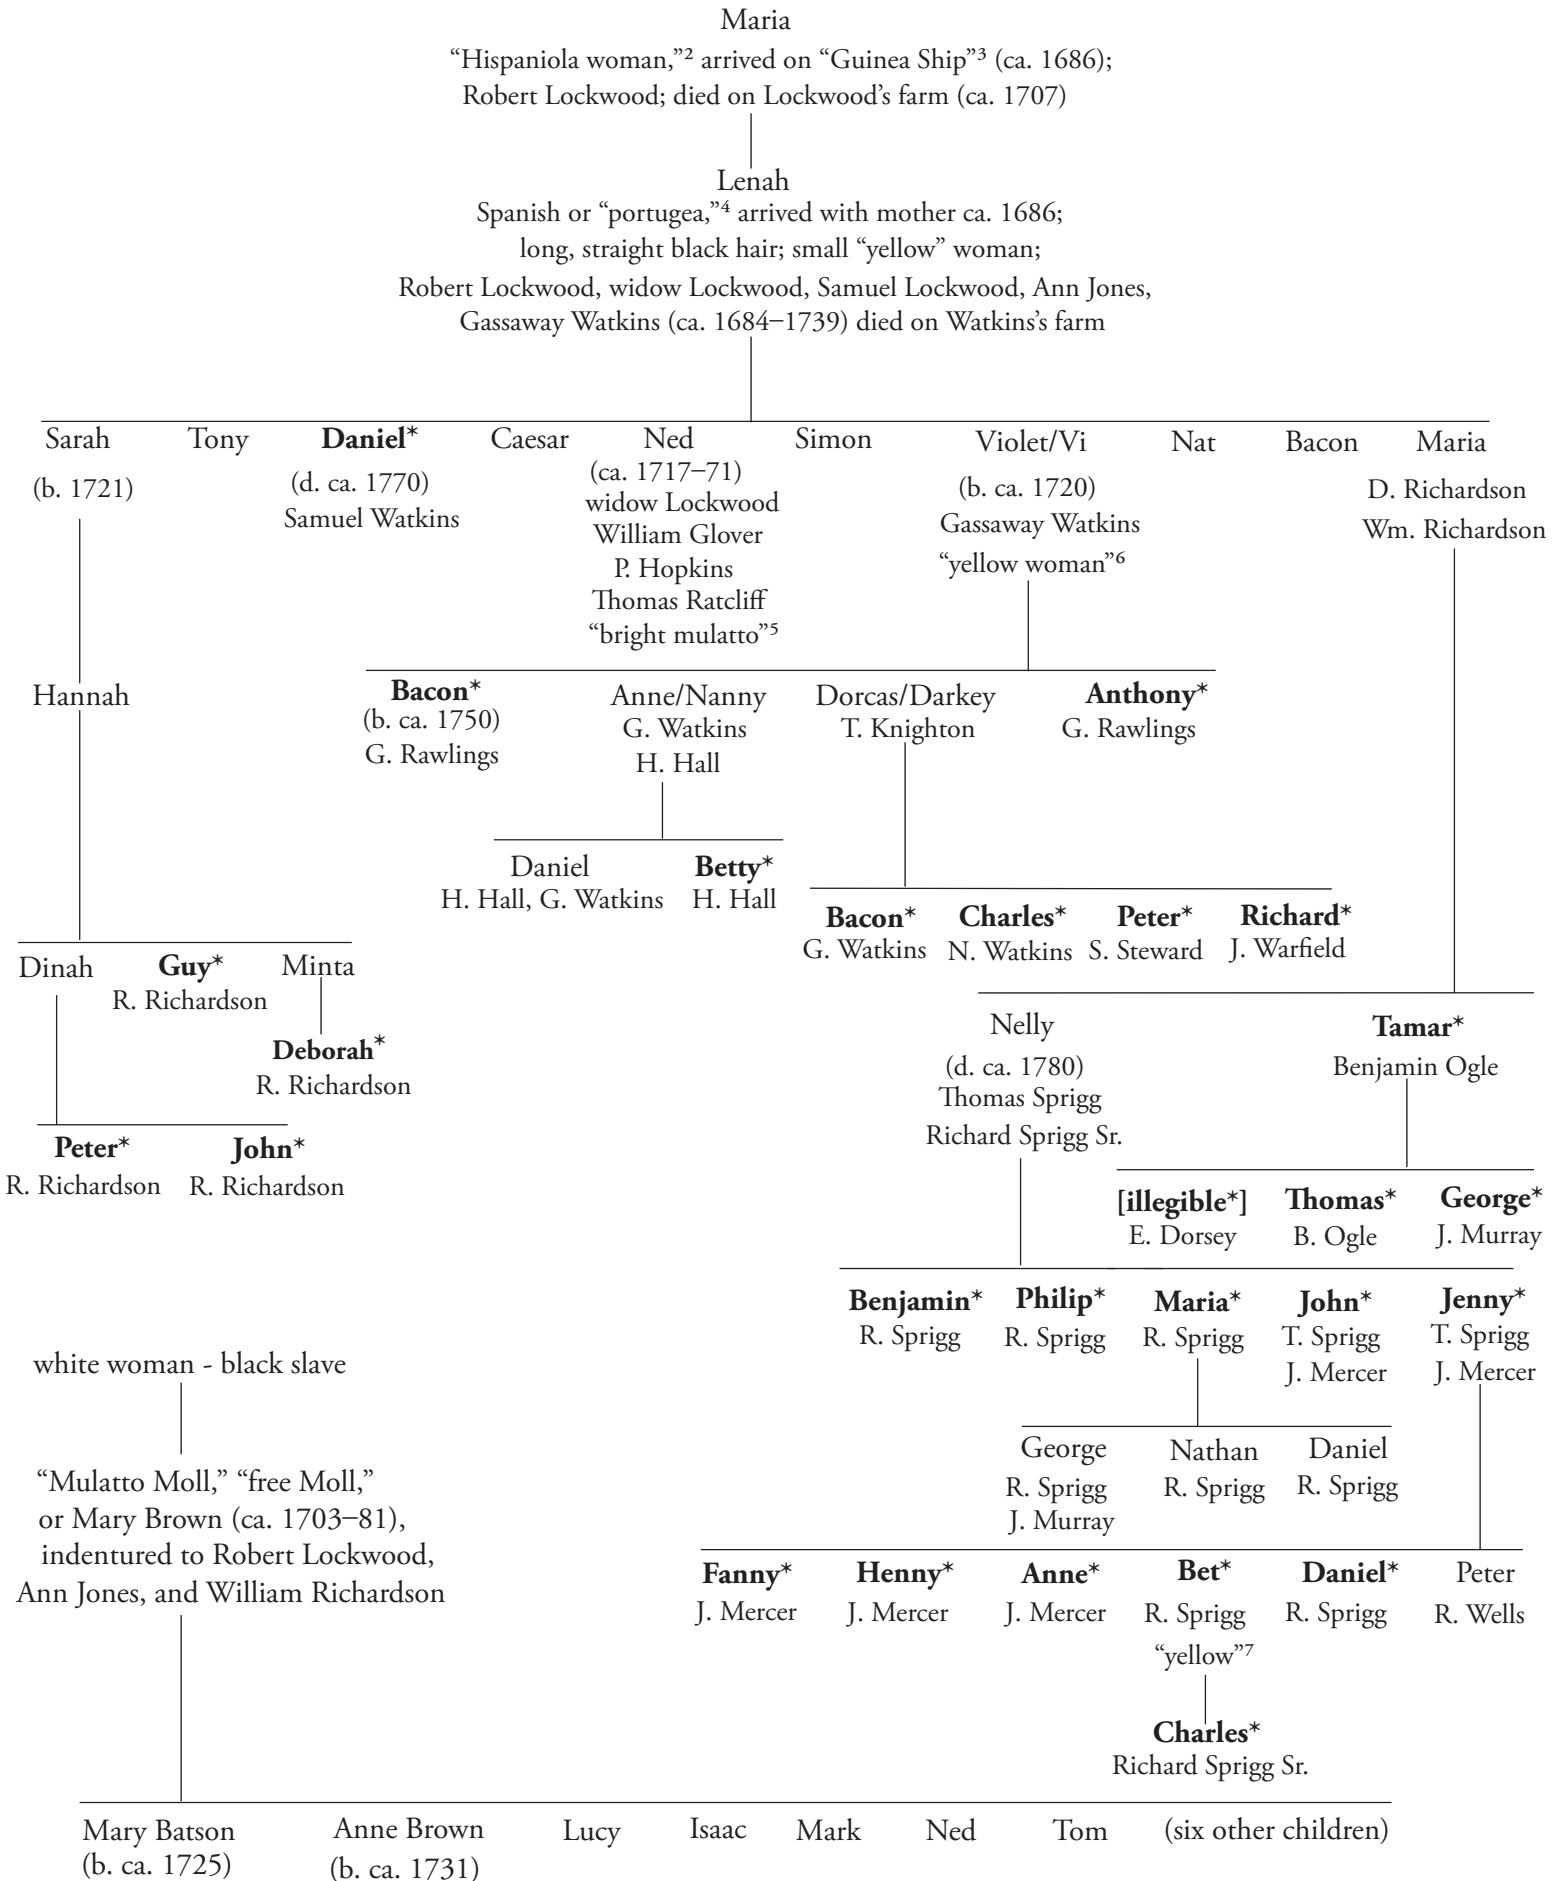 Maria
“Hispaniola woman,”² arrived on “Guinea Ship”³ (ca. 1686);
Robert Lockwood; died on Lockwood’s farm (ca. 1707)
Lenah
Spanish or “portugea,”⁴ arrived with mother ca. 1686;
long, straight black hair; small “yellow” woman;
Robert Lockwood, widow Lockwood, Samuel Lockwood, Ann Jones,
Gassaway Watkins (ca. 1684–1739) died on Watkins’s farm
Sarah Tony Daniel* Caesar Ned Simon Violet/Vi Nat Bacon Maria
(b. 1721) (d. ca. 1770) (ca. 1717–71) (b. ca. 1720) D. Richardson
Samuel Watkins widow Lockwood Gassaway Watkins Wm. Richardson
William Glover “yellow woman”⁶
P. Hopkins
Thomas Ratcliff
“bright mulatto”⁵
Hannah Bacon* Anne/Nanny Dorcas/Darkey Anthony*
(b. ca. 1750) G. Watkins T. Knighton G. Rawlings
G. Rawlings H. Hall
Daniel Betty*
H. Hall, G. Watkins H. Hall
Bacon* Charles* Peter* Richard*
G. Watkins N. Watkins S. Steward J. Warfield
Dinah Guy* Minta
R. Richardson
Nelly Tamar*
Deborah* (d. ca. 1780) Benjamin Ogle
R. Richardson Thomas Sprigg
Richard Sprigg Sr.
Peter* John*
R. Richardson R. Richardson
[illegible*] Thomas* George*
E. Dorsey B. Ogle J. Murray
Benjamin* Philip* Maria* John* Jenny*
R. Sprigg R. Sprigg R. Sprigg T. Sprigg T. Sprigg
J. Mercer J. Mercer
white woman - black slave
George Nathan Daniel
R. Sprigg R. Sprigg R. Sprigg
J. Murray
“Mulatto Moll,” “free Moll,”
or Mary Brown (ca. 1703–81),
indentured to Robert Lockwood,
Ann Jones, and William Richardson
Fanny* Henny* Anne* Bet* Daniel* Peter
J. Mercer J. Mercer J. Mercer R. Sprigg R. Sprigg R. Wells
“yellow”⁷
Charles*
Richard Sprigg Sr.
Mary Batson Anne Brown Lucy Isaac Mark Ned Tom (six other children)
(b. ca. 1725) (b. ca. 1731)